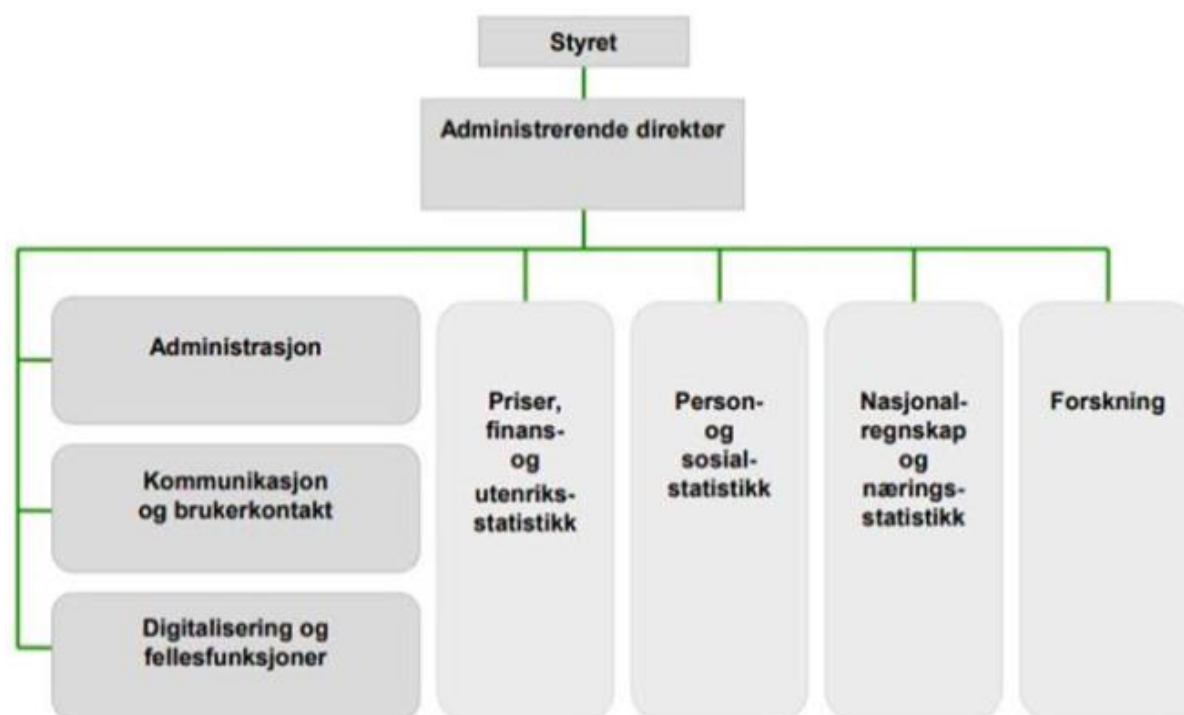 Styret
Administrerende direktør
Administrasjon
Kommunikasjon
og brukerkontakt
Digitalisering og
fellesfunksjoner
Priser,
finans-
og
utenriks-
statistikk
Person-
og
sosial-
statistikk
Nasjonal-
regnskap
og
nærings-
statistikk
Forskning